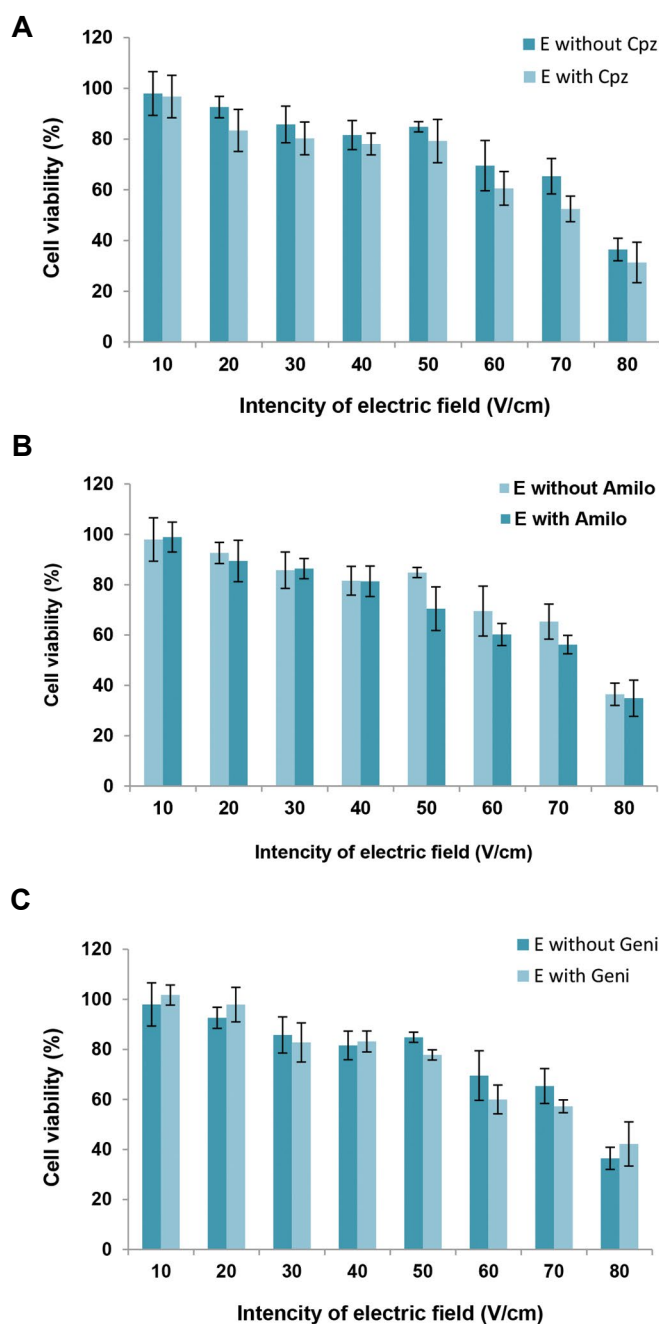 A
E without Cpz
E with Cpz
Cell viability (%)
120
100
80
60
40
20
0
10 20 30 40 50 60 70 80
Intencity of electric field (V/cm)
B
E without Amilo
E with Amilo
Cell viability (%)
120
100
80
60
40
20
0
10 20 30 40 50 60 70 80
Intencity of electric field (V/cm)
C
E without Geni
E with Geni
Cell viability (%)
120
100
80
60
40
20
0
10 20 30 40 50 60 70 80
Intencity of electric field (V/cm)